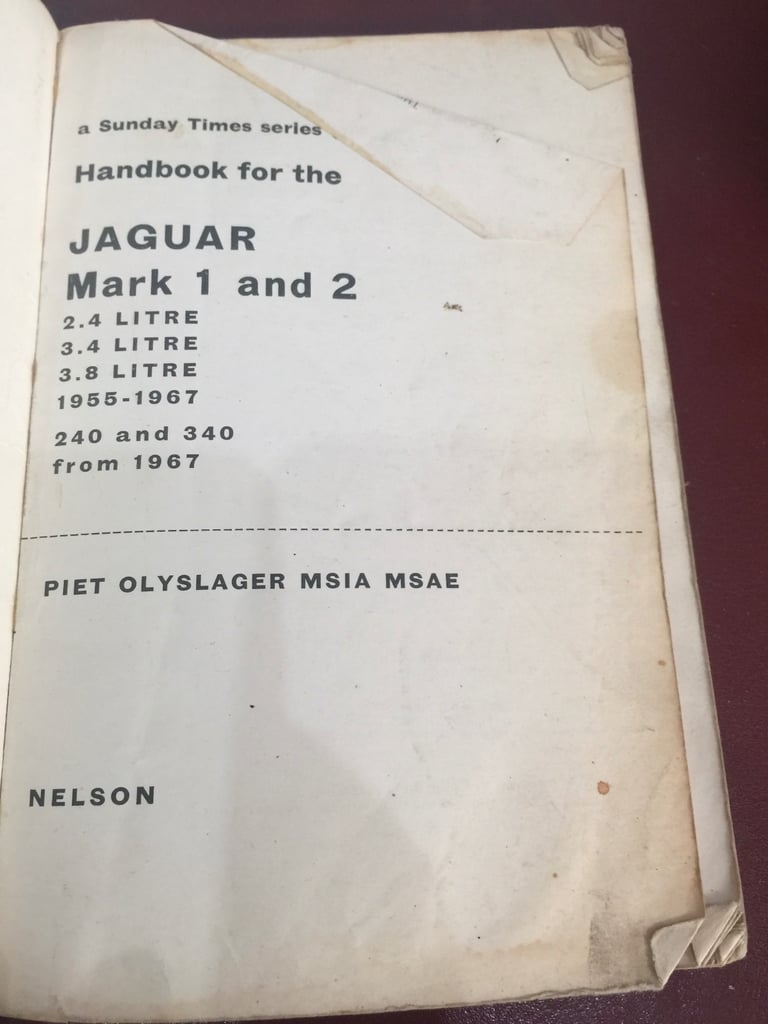 a Sunday Times series
Handbook for the
JAGUAR
Mark 1 and 2
2.4 LITRE
3.4 LITRE
3.8 LITRE
1955-1967
240 and 340
from 1967
PIET OLYSLAGER MSIA MSAE
NELSON